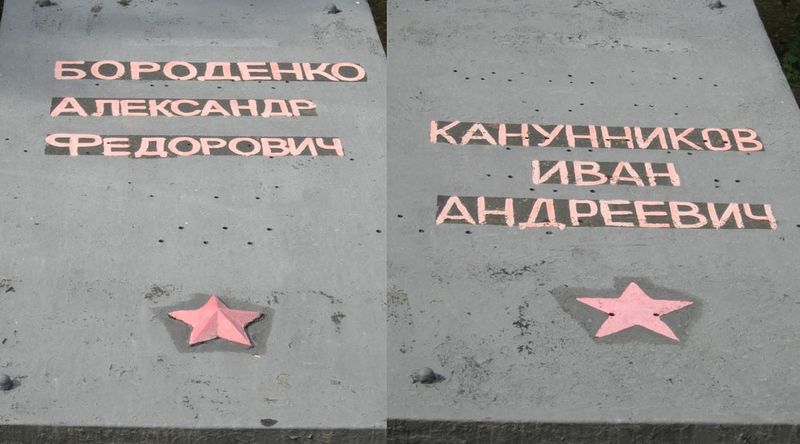 БОРОДЕНКО
АЛЕКСАНДР
ФЕДОРОВИЧ
КАНУННИКОВ
ИВАН
АНДРЕЕВИЧ